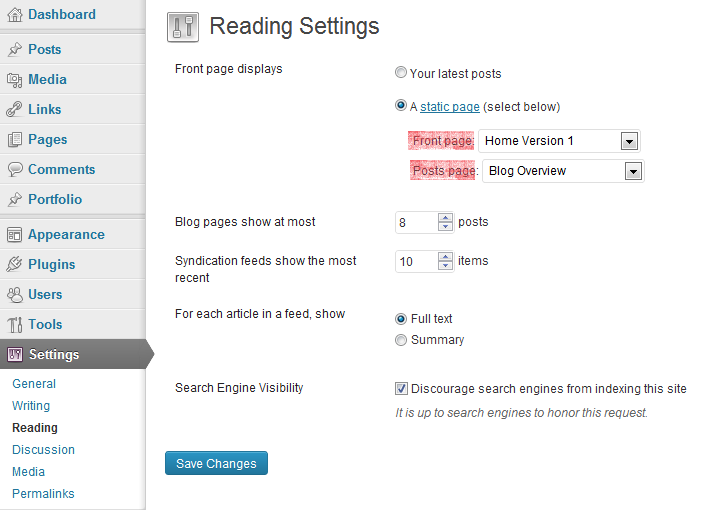 Dashboard
Posts
Media
Links
Pages
Comments
Portfolio
Appearance
Plugins
Users
Tools
Settings
General
Writing
Reading
Discussion
Media
Permalinks
Reading Settings
Front page displays
Your latest posts
A static page (select below)
Front page: Home Version 1
Posts page: Blog Overview
Blog pages show at most 8 posts
Syndication feeds show the most recent 10 items
For each article in a feed, show
Full text
Summary
Search Engine Visibility
Discourage search engines from indexing this site
It is up to search engines to honor this request.
Save Changes